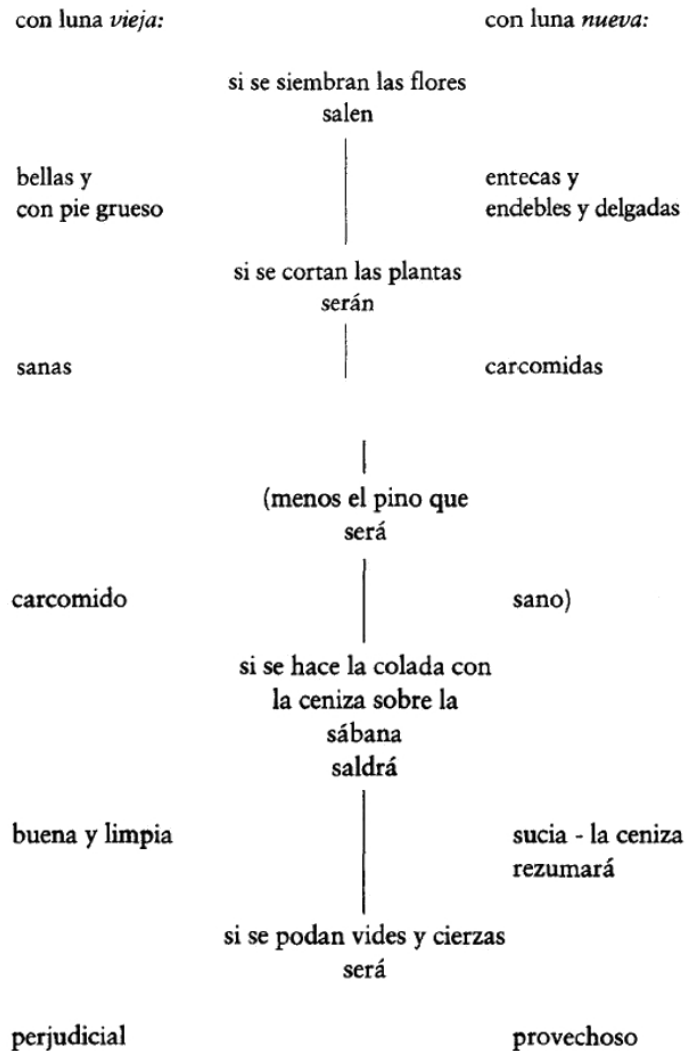 con luna vieja: con luna nueva:
si se siembran las flores
salen
bellas y entecas y
con pie grueso endebles y delgadas
si se cortan las plantas
serán
sanas carcomidas
(menos el pino que
será
carcomido sano)
si se hace la colada con
la ceniza sobre la
sábana
saldrá
buena y limpia sucia - la ceniza
rezumará
si se podan vides y cierzas
será
perjudicial provechoso